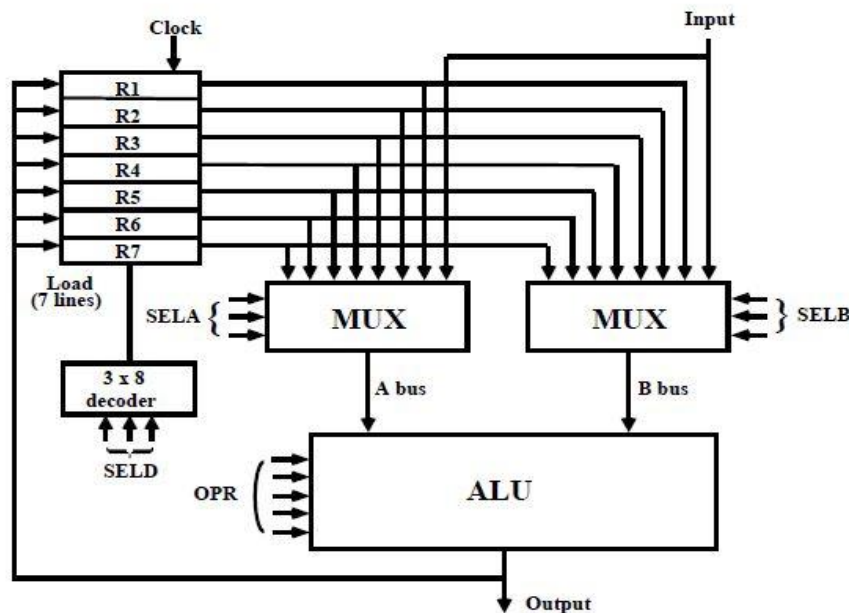 Clock
Input
R1
R2
R3
R4
R5
R6
R7
Load
(7 lines)
SELA {
MUX
MUX
} SELB
3 x 8
decoder
A bus
B bus
SELD
OPR
ALU
Output